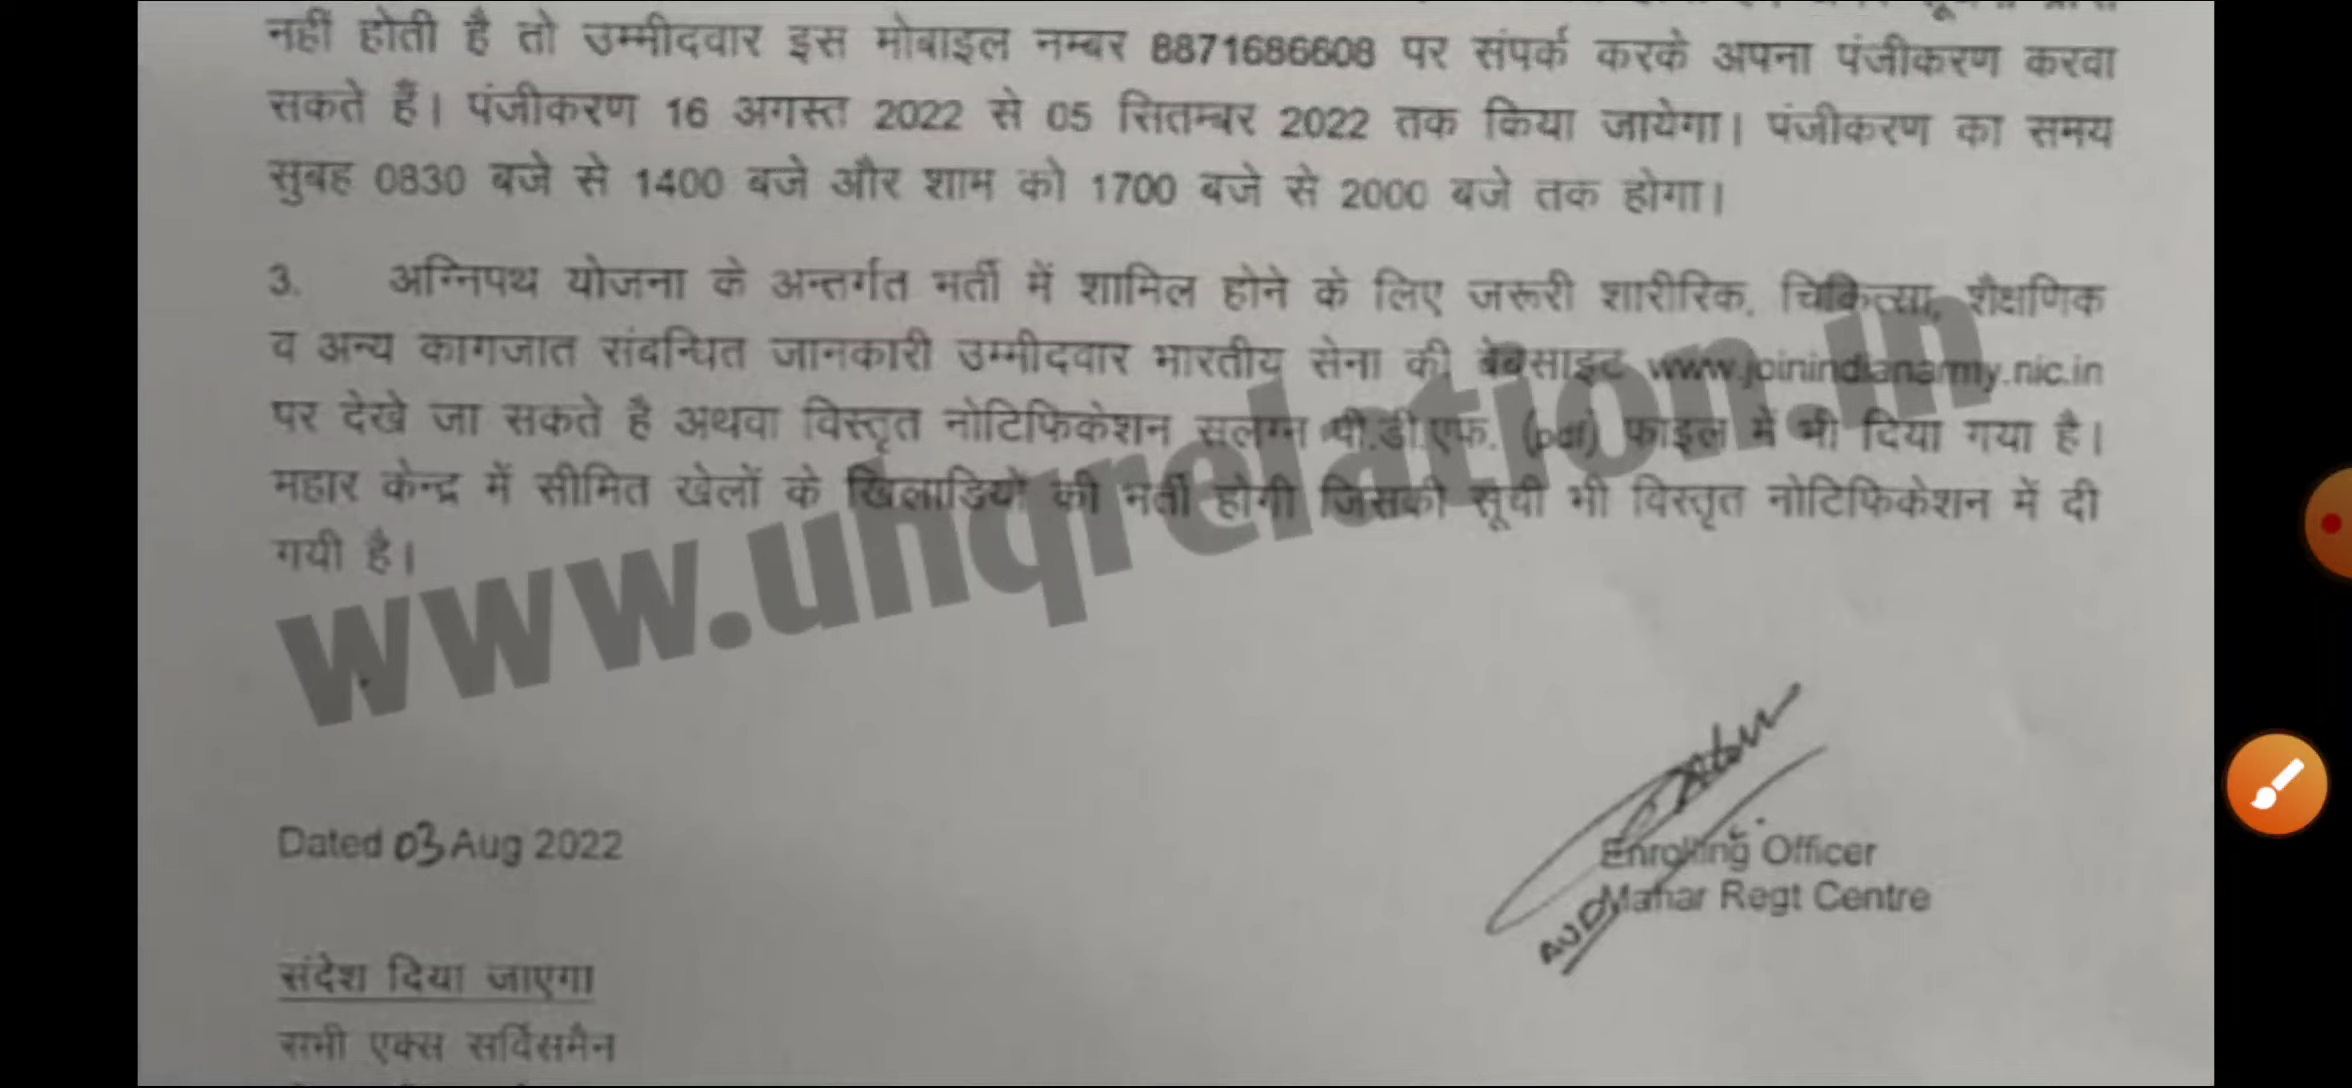 नहीं होती है तो उम्मीदवार इस मोबाइल नम्बर 8871686608 पर संपर्क करके अपना पंजीकरण करवा
सकते हैं। पंजीकरण 16 अगस्त 2022 से 05 सितम्बर 2022 तक किया जायेगा। पंजीकरण का समय
सुबह 0830 बजे से 1400 बजे और शाम को 1700 बजे से 2000 बजे तक होगा।
3. अग्निपथ योजना के अन्तर्गत भर्ती में शामिल होने के लिए जरूरी शारीरिक, चिकित्सा, शैक्षणिक
व अन्य कागजात संबन्धित जानकारी उम्मीदवार भारतीय सेना की बेबसाइट www.joinindianarmy.nic.in
पर देखे जा सकते है अथवा विस्तृत नोटिफिकेशन सलग्न पी.डी.एफ. (pdf) फाइल में भी दिया गया है।
महार केन्द्र में सीमित खेलों के खिलाडियों की भर्ती होगी जिसकी सूची भी विस्तृत नोटिफिकेशन में दी
गयी है।
www.uhqrelation.in
Dated 03 Aug 2022
Enrolling Officer
Mahar Regt Centre
संदेश दिया जाएगा
सभी एक्स सर्विसमैन